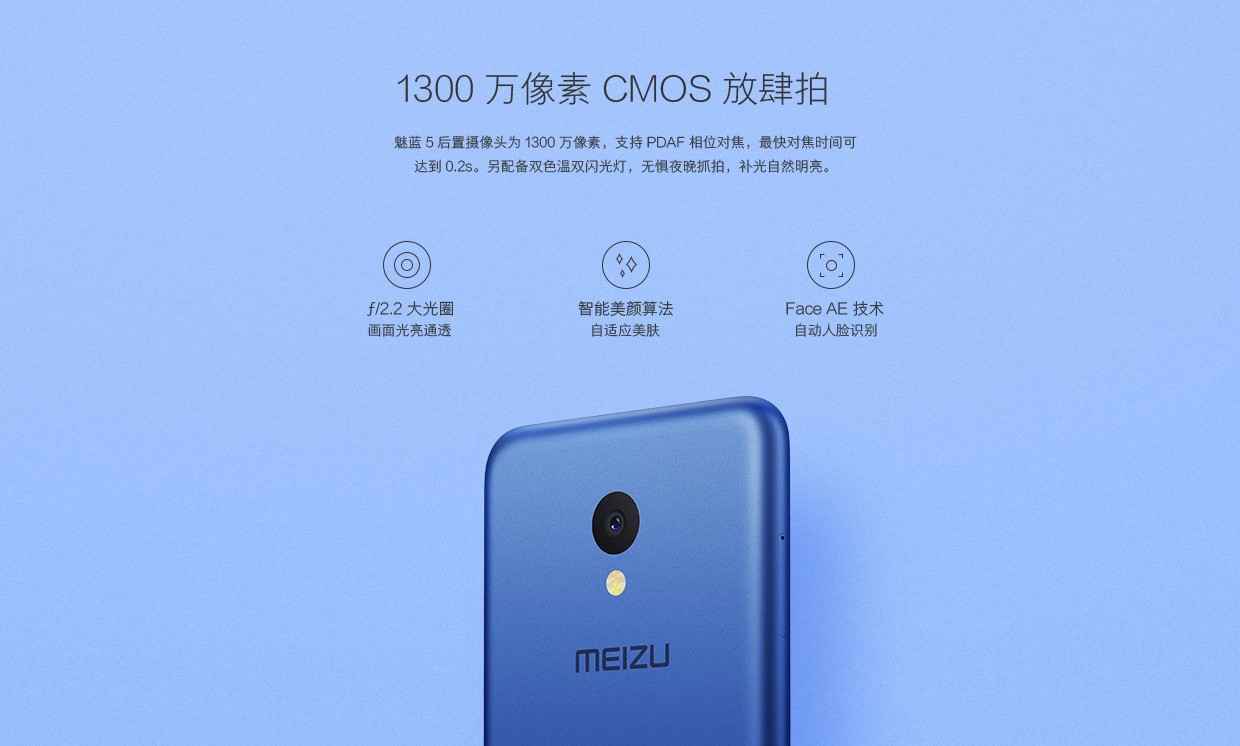 1300 万像素 CMOS 放肆拍
魅蓝 5 后置摄像头为 1300 万像素，支持 PDAF 相位对焦，最快对焦时间可
达到 0.2s。另配备双色温双闪光灯，无惧夜晚抓拍，补光自然明亮。
ƒ/2.2 大光圈
画面光亮通透
智能美颜算法
自适应美肤
Face AE 技术
自动人脸识别
MEIZU